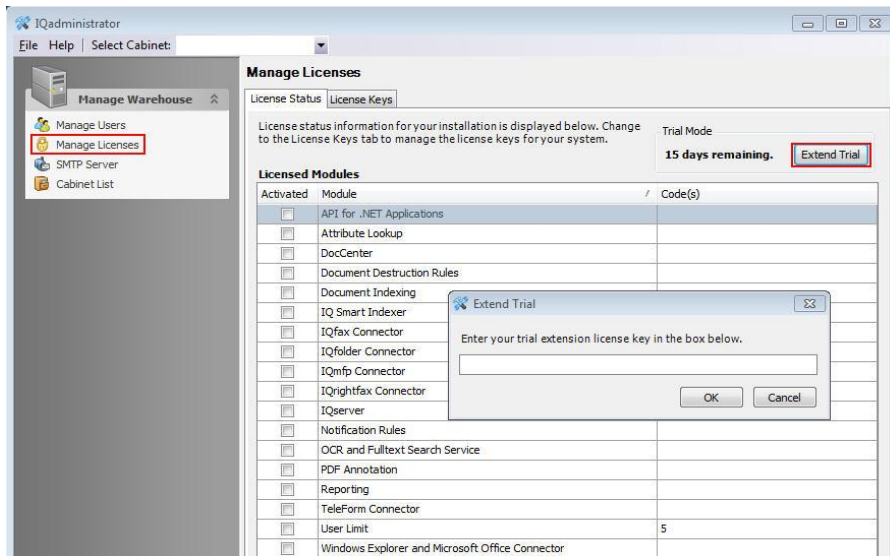 IQadministrator
File Help Select Cabinet:
Manage Warehouse
Manage Users
Manage Licenses
SMTP Server
Cabinet List
Manage Licenses
License Status License Keys
License status information for your installation is displayed below. Change
to the License Keys tab to manage the license keys for your system.
Trial Mode
15 days remaining. Extend Trial
Licensed Modules
Activated Module / Code(s)
API for .NET Applications
Attribute Lookup
DocCenter
Document Destruction Rules
Document Indexing
IQ Smart Indexer
IQfax Connector
IQfolder Connector
IQmfp Connector
IQrightfax Connector
IQserver
Notification Rules
OCR and Fulltext Search Service
PDF Annotation
Reporting
TeleForm Connector
User Limit 5
Windows Explorer and Microsoft Office Connector
Extend Trial
Enter your trial extension license key in the box below.
OK Cancel